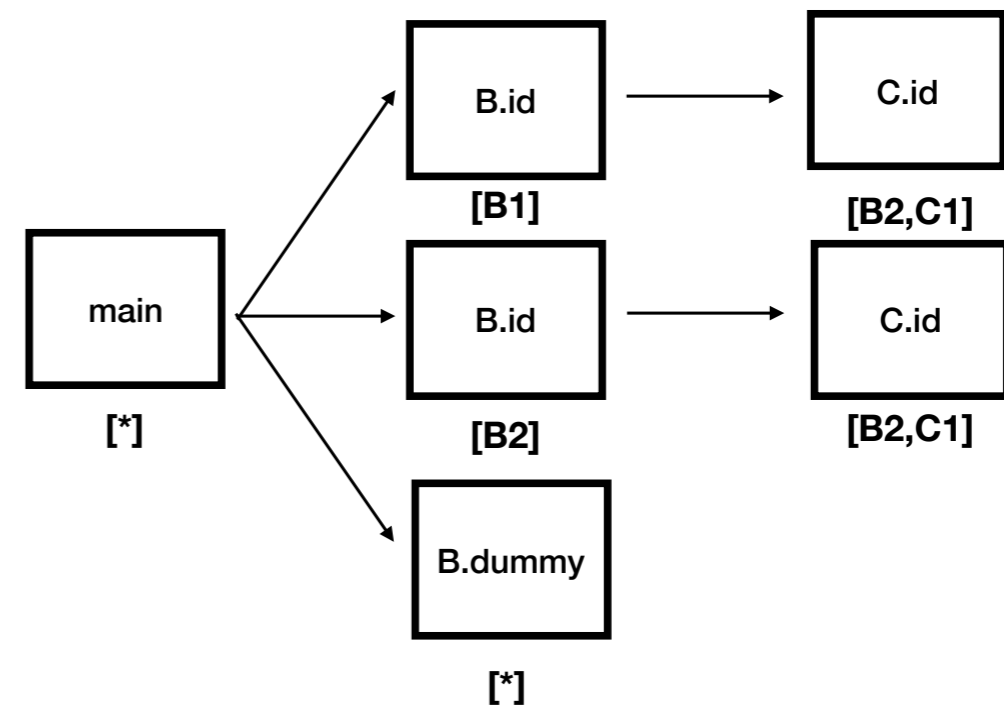 B.id
C.id
[B1]
[B2,C1]
main
B.id
C.id
[*]
[B2]
[B2,C1]
B.dummy
[*]